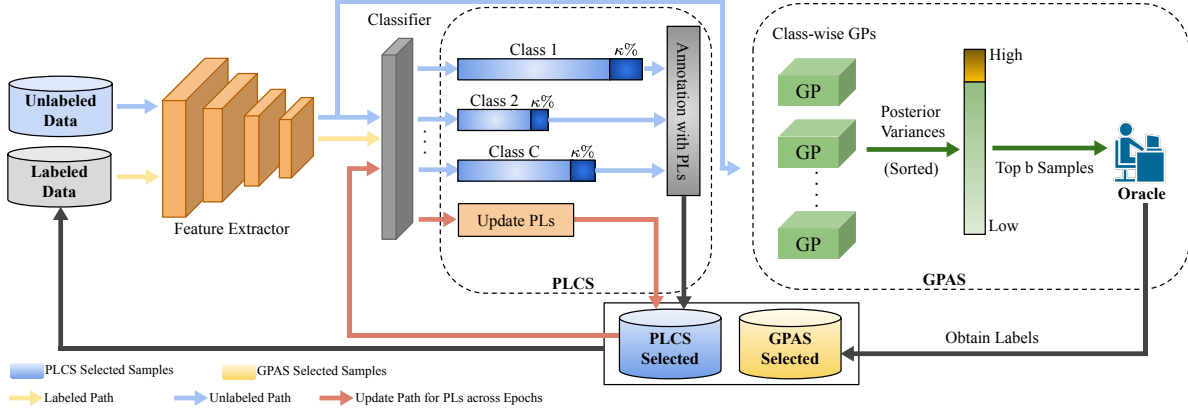 Classifier
Unlabeled
Data
Labeled
Data
Feature Extractor
Class 1
κ%
Class 2
κ%
Class C
κ%
Update PLs
Annotation with PLs
PLCS
Class-wise GPs
GP
GP
GP
Posterior
Variances
(Sorted)
High
Low
Top b Samples
Oracle
GPAS
PLCS
Selected
GPAS
Selected
Obtain Labels
PLCS Selected Samples
GPAS Selected Samples
Labeled Path
Unlabeled Path
Update Path for PLs across Epochs